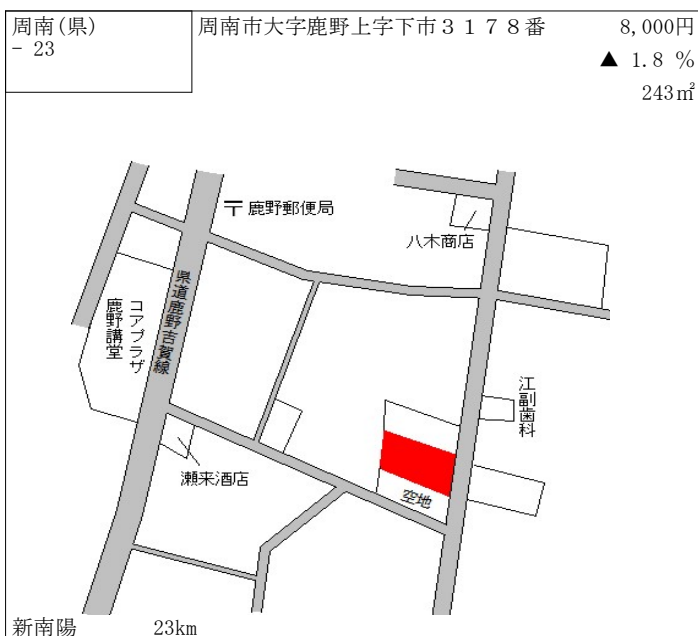 周南(県)
- 23
周南市大字鹿野上字下市３１７８番
8,000円
▲ 1.8 %
243㎡
〒 鹿野郵便局
八木商店
県道鹿野吉賀線
コアプラザ
鹿野講堂
江副歯科
瀬来酒店
空地
新南陽 23km